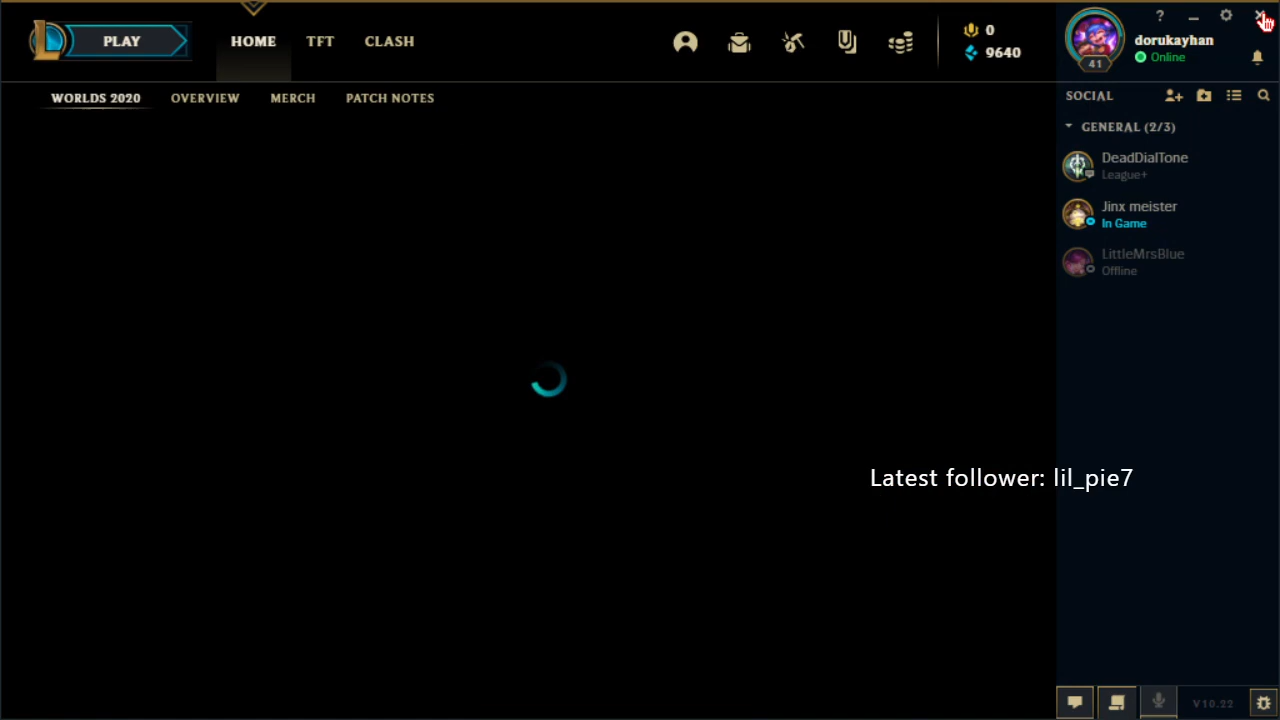 PLAY
HOME
TFT
CLASH
0
9640
41
dorukayhan
Online
WORLDS 2020
OVERVIEW
MERCH
PATCH NOTES
SOCIAL
GENERAL (2/3)
DeadDialTone
League+
Jinx meister
In Game
LittleMrsBlue
Offline
Latest follower: lil_pie7
V10.22